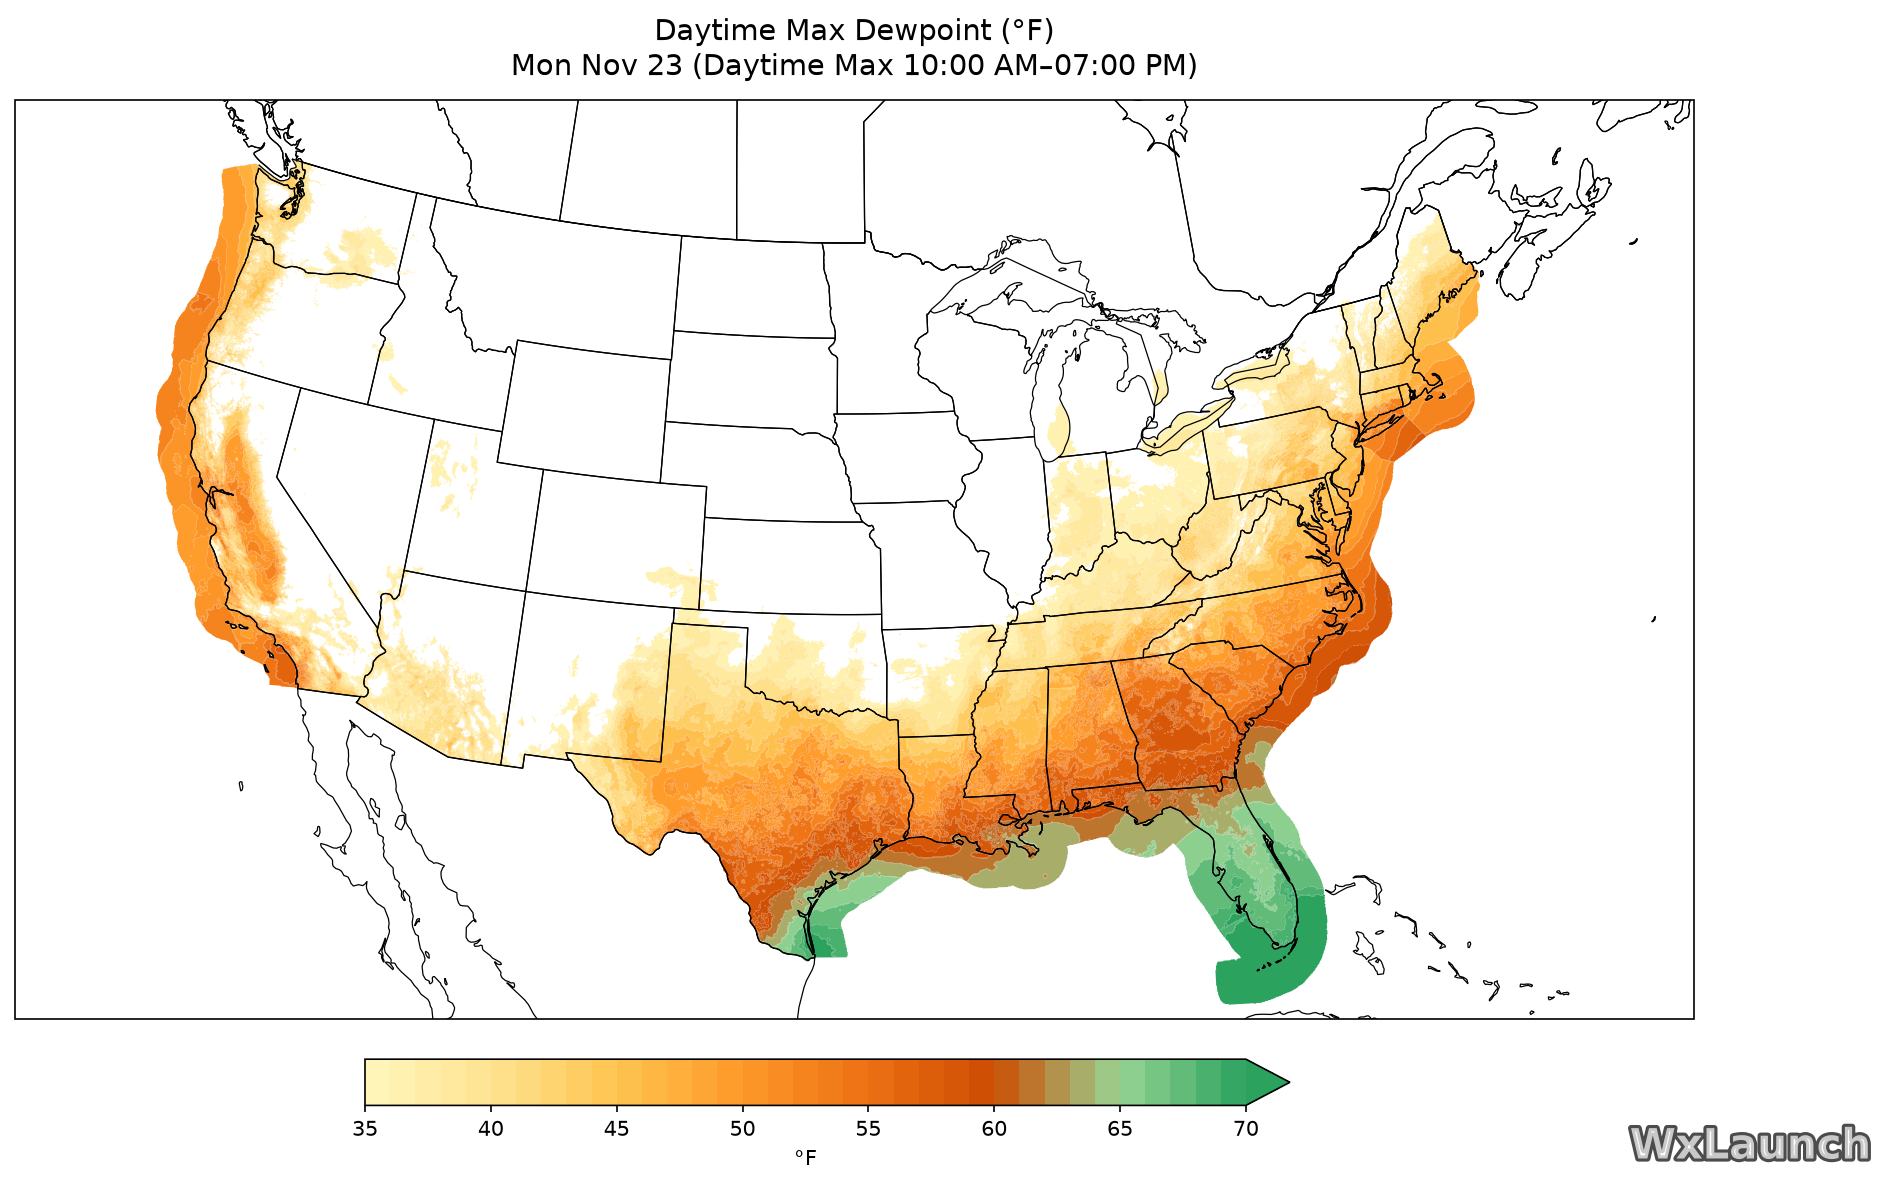 Daytime Max Dewpoint (°F)
Mon Nov 23 (Daytime Max 10:00 AM–07:00 PM)
35 40 45 50 55 60 65 70
°F
WxLaunch